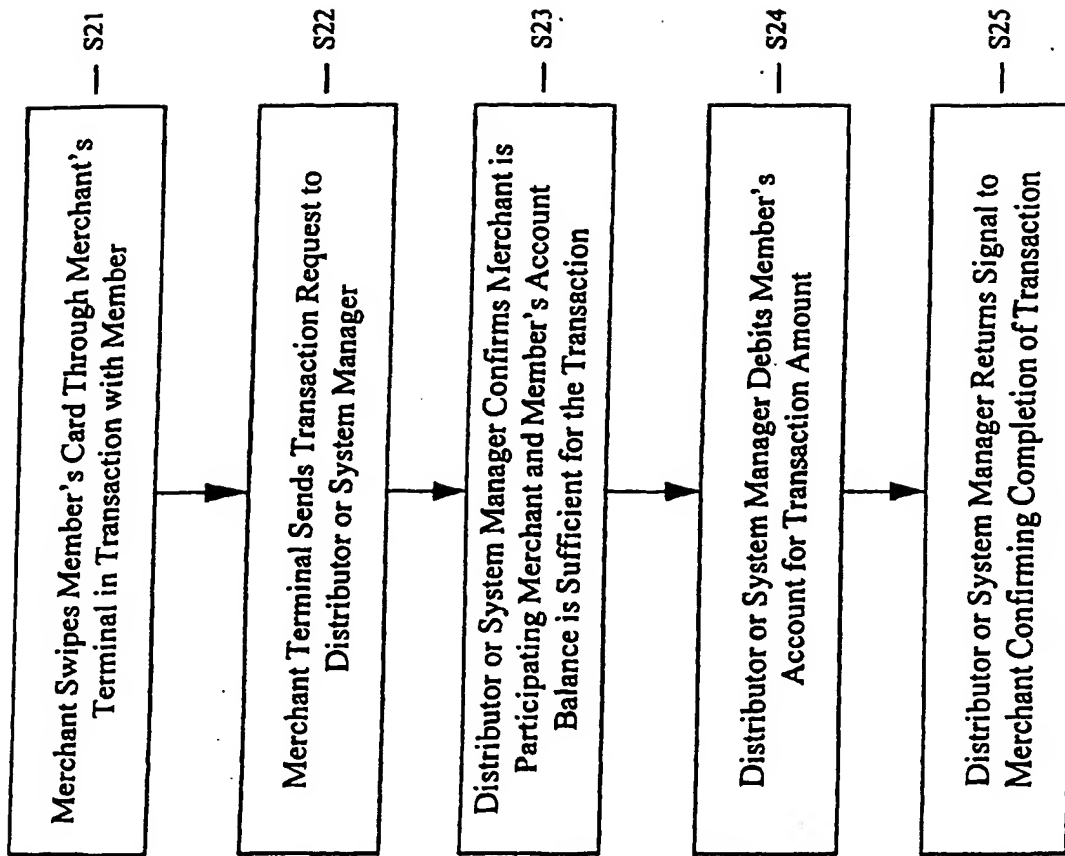 Merchant Swipes Member's Card Through Merchant's
Terminal in Transaction with Member
— S21
Merchant Terminal Sends Transaction Request to
Distributor or System Manager
— S22
Distributor or System Manager Confirms Merchant is
Participating Merchant and Member's Account
Balance is Sufficient for the Transaction
— S23
Distributor or System Manager Debits Member's
Account for Transaction Amount
— S24
Distributor or System Manager Returns Signal to
Merchant Confirming Completion of Transaction
— S25